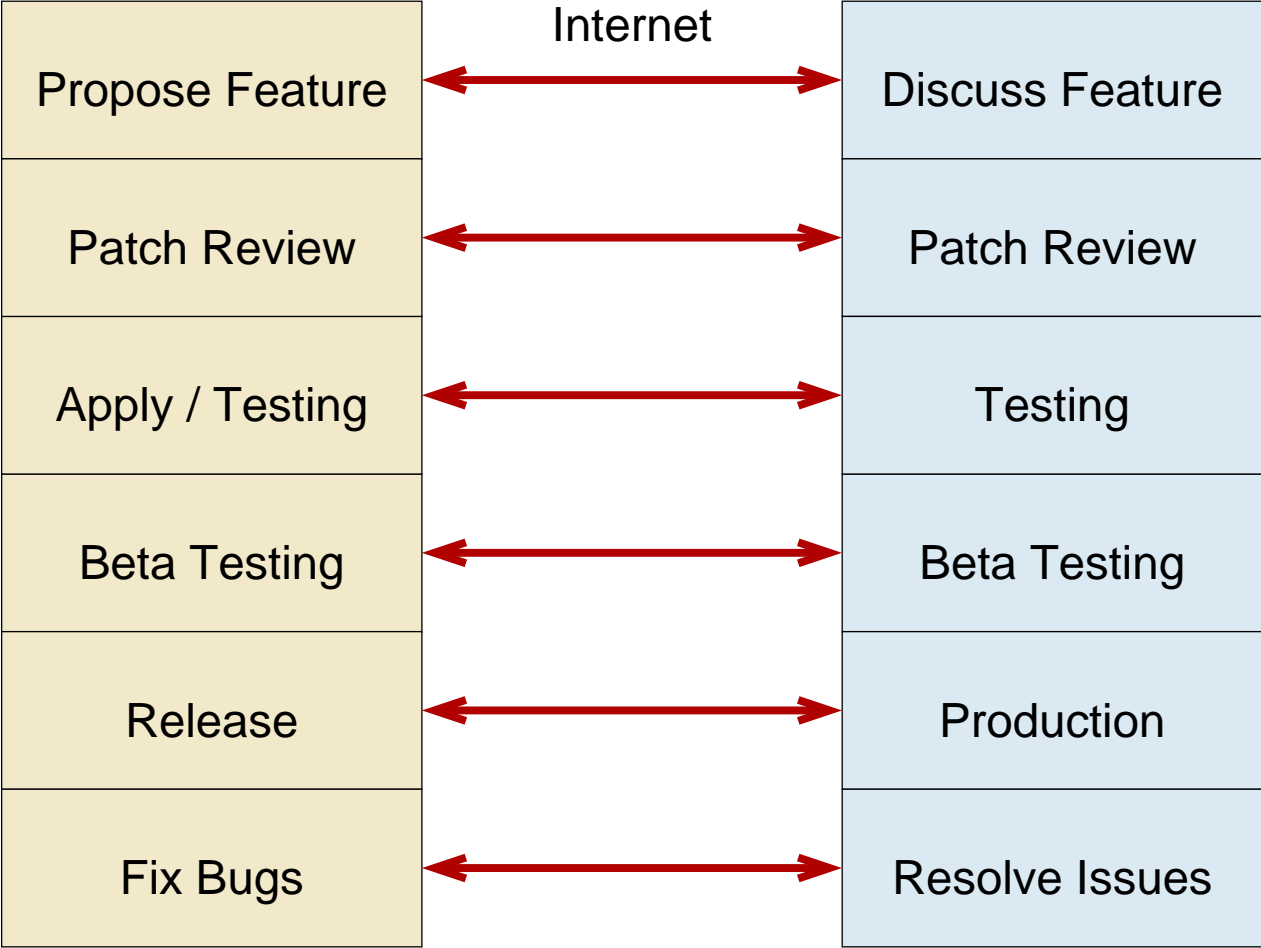 Internet
Propose Feature
Discuss Feature
Patch Review
Patch Review
Apply / Testing
Testing
Beta Testing
Beta Testing
Release
Production
Fix Bugs
Resolve Issues